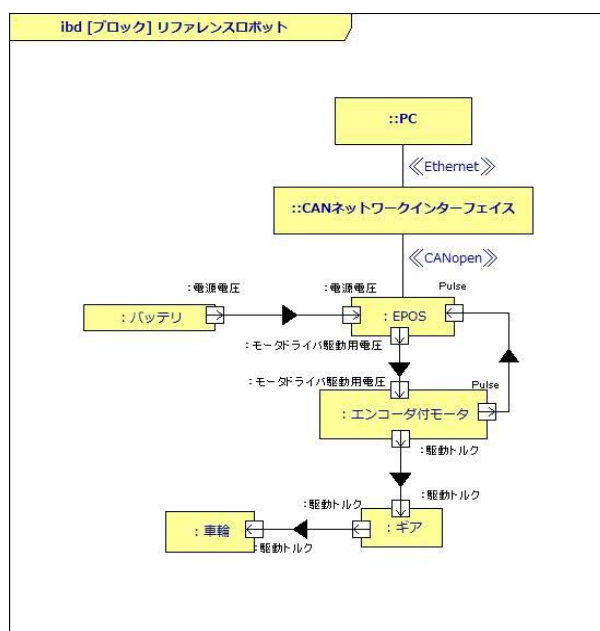 ibd [ブロック] リファレンスロボット
::PC
≪Ethernet≫
::CANネットワークインターフェイス
≪CANopen≫
:電源電圧
:電源電圧
Pulse
:バッテリ
:EPOS
:モータドライバ駆動用電圧
:モータドライバ駆動用電圧
Pulse
:エンコーダ付モータ
:駆動トルク
:駆動トルク
:駆動トルク
:車輪
:ギア
:駆動トルク